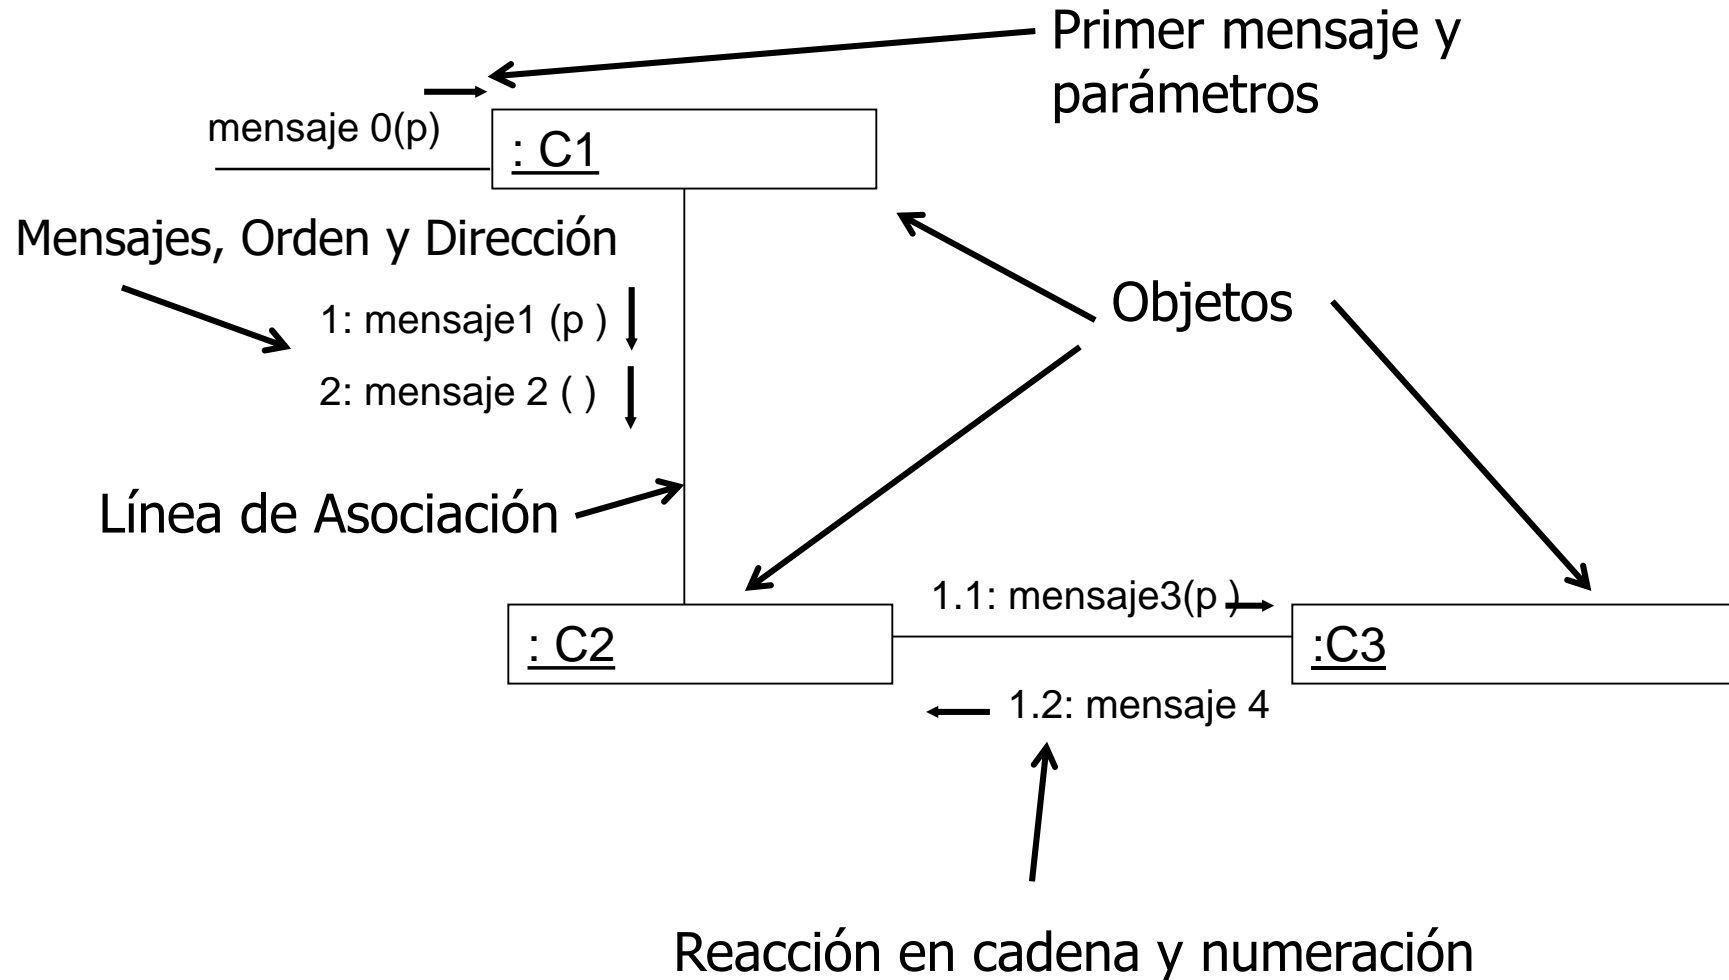 Primer mensaje y
parámetros
mensaje 0(p)
: C1
Mensajes, Orden y Dirección
Objetos
1: mensaje1 (p )
2: mensaje 2 ( )
Línea de Asociación
1.1: mensaje3(p )
: C2
:C3
1.2: mensaje 4
Reacción en cadena y numeración